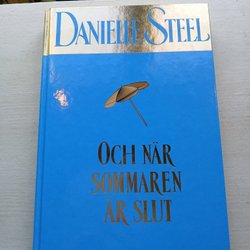 DANIELLE STEEL
OCH NÄR
SOMMAREN
ÄR SLUT